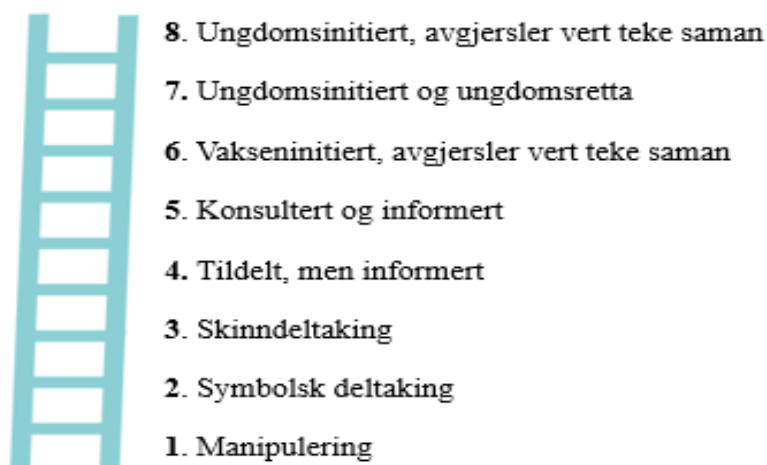 8. Ungdomsinitiert, avgjersler vert teke saman
7. Ungdomsinitiert og ungdomsretta
6. Vakseninitiert, avgjersler vert teke saman
5. Konsultert og informert
4. Tildelt, men informert
3. Skinndeltaking
2. Symbolsk deltaking
1. Manipulering